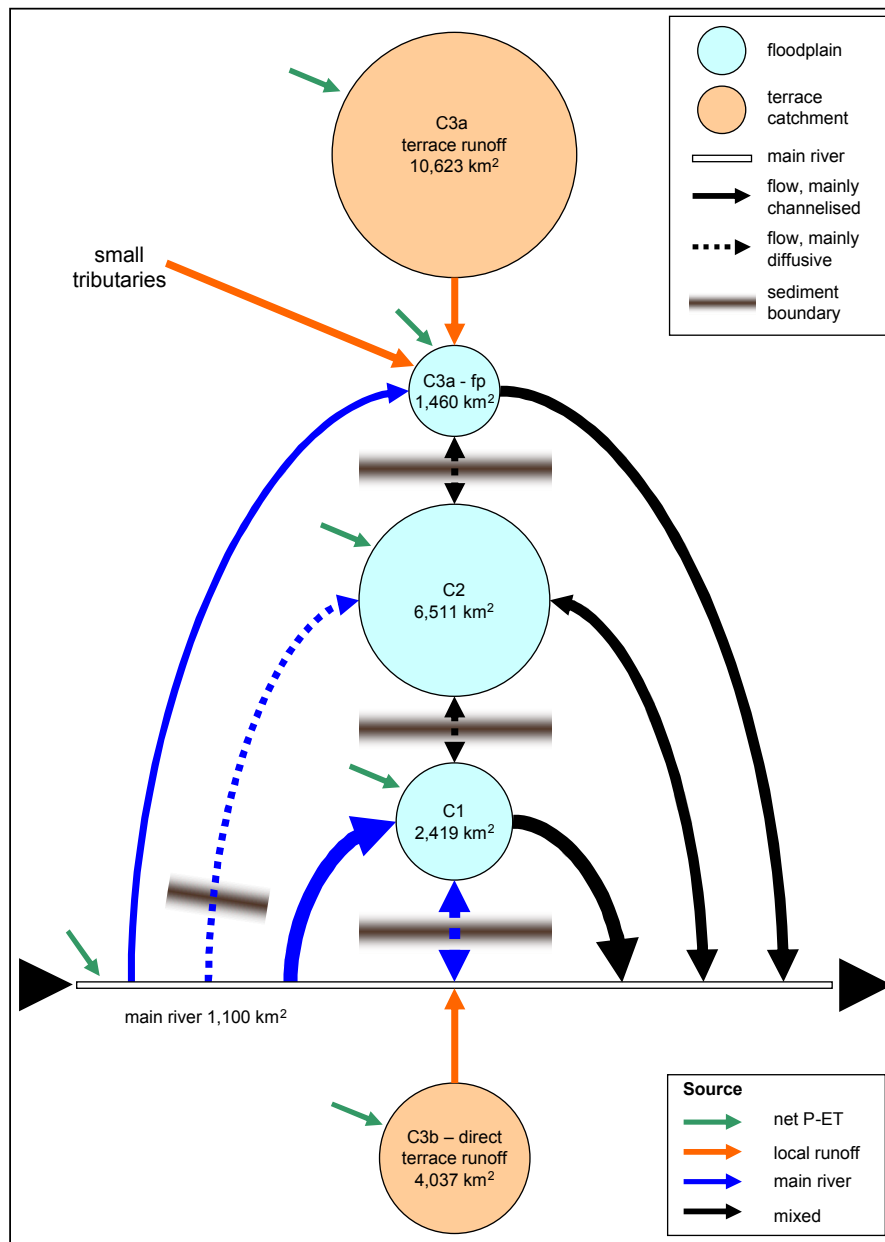 C3a
terrace runoff
10,623 km²
floodplain
terrace
catchment
main river
flow, mainly
channelised
flow, mainly
diffusive
sediment
boundary
small
tributaries
C3a - fp
1,460 km²
C2
6,511 km²
C1
2,419 km²
main river 1,100 km²
C3b – direct
terrace runoff
4,037 km²
Source
net P-ET
local runoff
main river
mixed